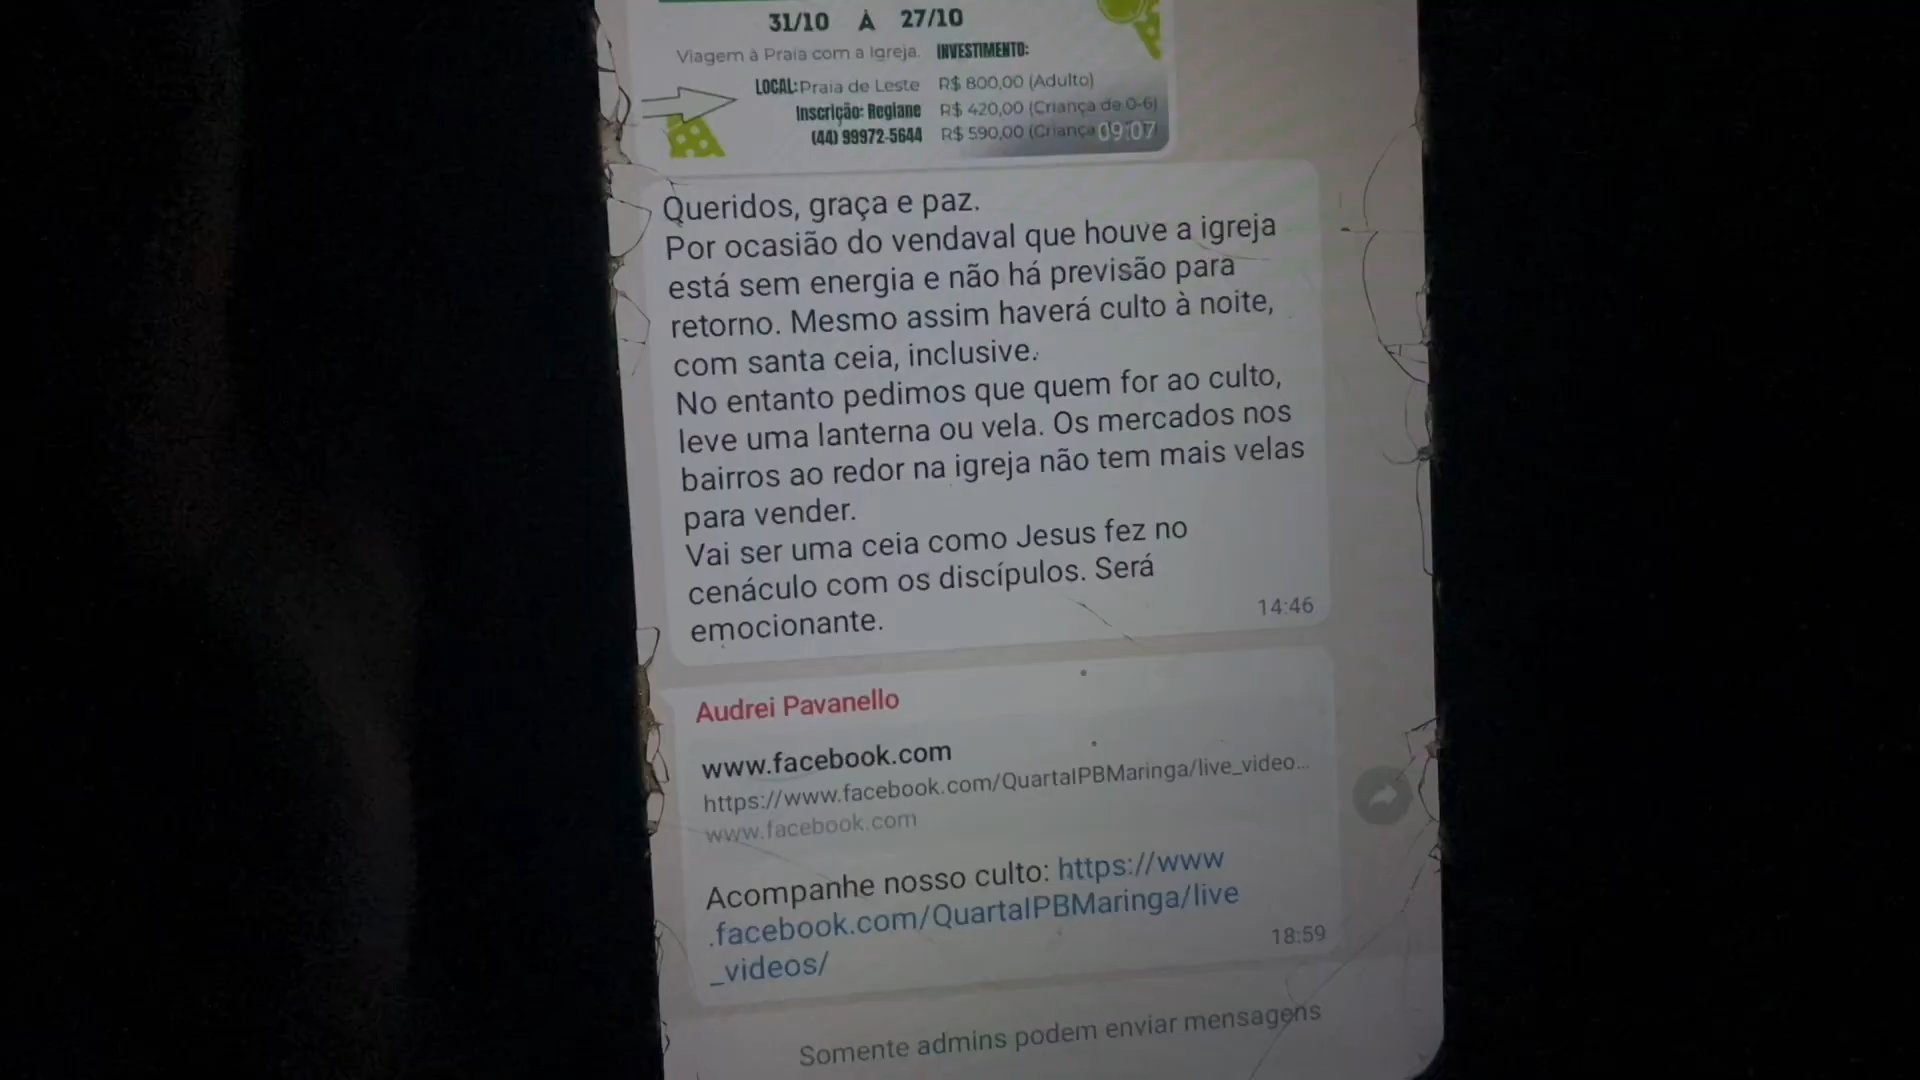 31/10 À 27/10
Viagem à Praia com a Igreja. INVESTIMENTO:
LOCAL: Praia de Leste R$ 800,00 (Adulto)
Inscrição: Regiane R$ 420,00 (Criança de 0-6)
(44) 99972-5644 R$ 590,00 (Criança 09:07
Queridos, graça e paz.
Por ocasião do vendaval que houve a igreja
está sem energia e não há previsão para
retorno. Mesmo assim haverá culto à noite,
com santa ceia, inclusive.
No entanto pedimos que quem for ao culto,
leve uma lanterna ou vela. Os mercados nos
bairros ao redor na igreja não tem mais velas
para vender.
Vai ser uma ceia como Jesus fez no
cenáculo com os discípulos. Será
emocionante.
14:46
Audrei Pavanello
www.facebook.com
https://www.facebook.com/QuartaIPBMaringa/live_video...
www.facebook.com
Acompanhe nosso culto: https://www
.facebook.com/QuartaIPBMaringa/live
_videos/
18:59
Somente admins podem enviar mensagens